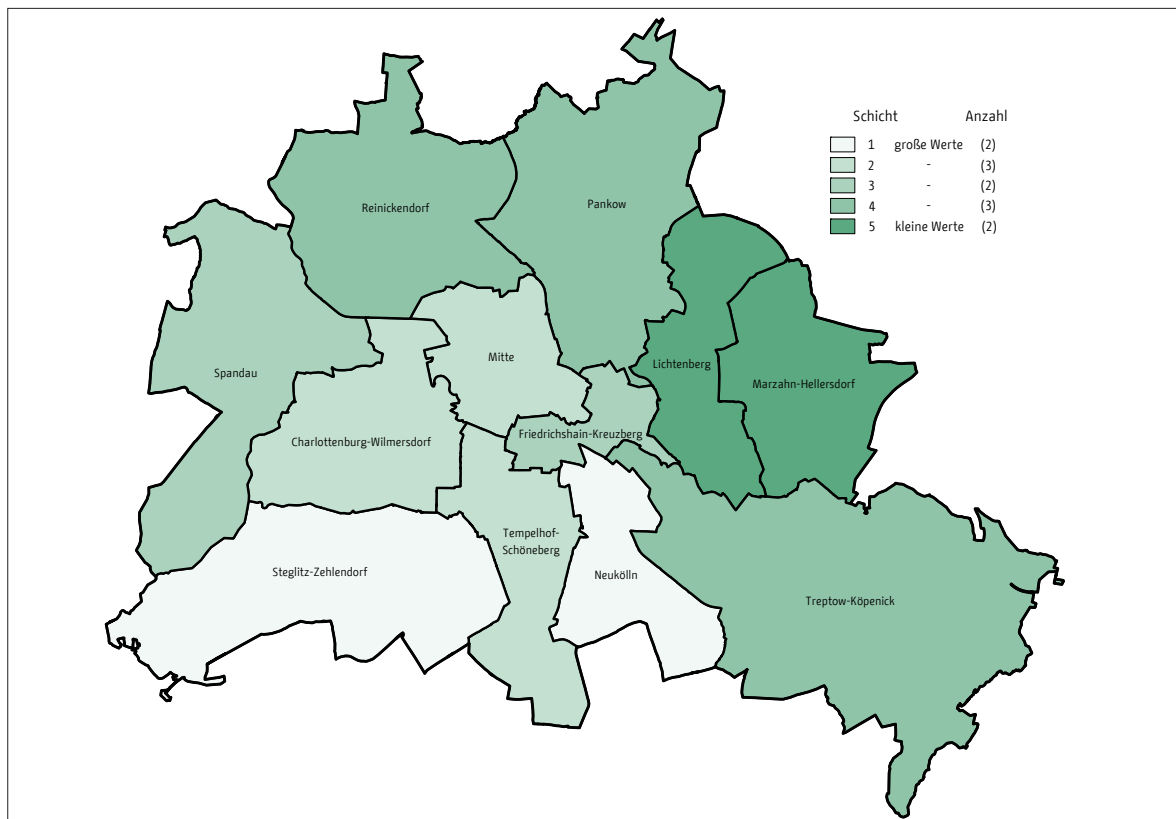 Schicht Anzahl
1 große Werte (2)
2 - (3)
3 - (2)
4 - (3)
5 kleine Werte (2)
Reinickendorf
Pankow
Mitte
Lichtenberg
Spandau
Marzahn-Hellersdorf
Charlottenburg-Wilmersdorf
Friedrichshain-Kreuzberg
Tempelhof-
Schöneberg
Steglitz-Zehlendorf
Neukölln
Treptow-Köpenick